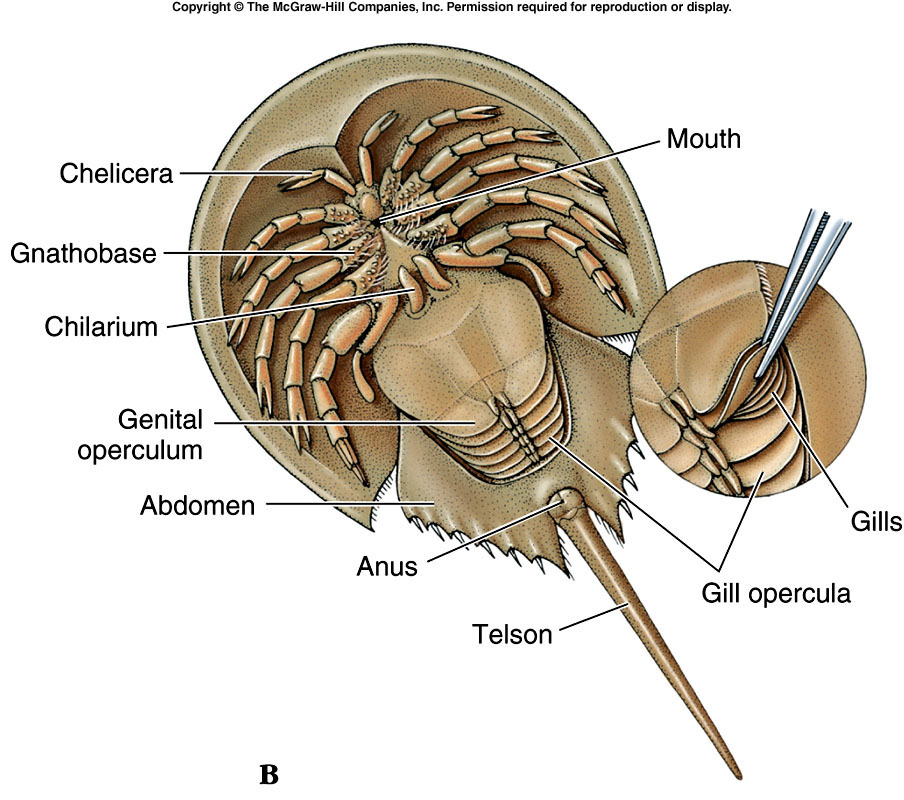 Copyright © The McGraw-Hill Companies, Inc. Permission required for reproduction or display.
Mouth
Chelicera
Gnathobase
Chilarium
Genital
operculum
Abdomen
Anus
Gills
Gill opercula
Telson
B